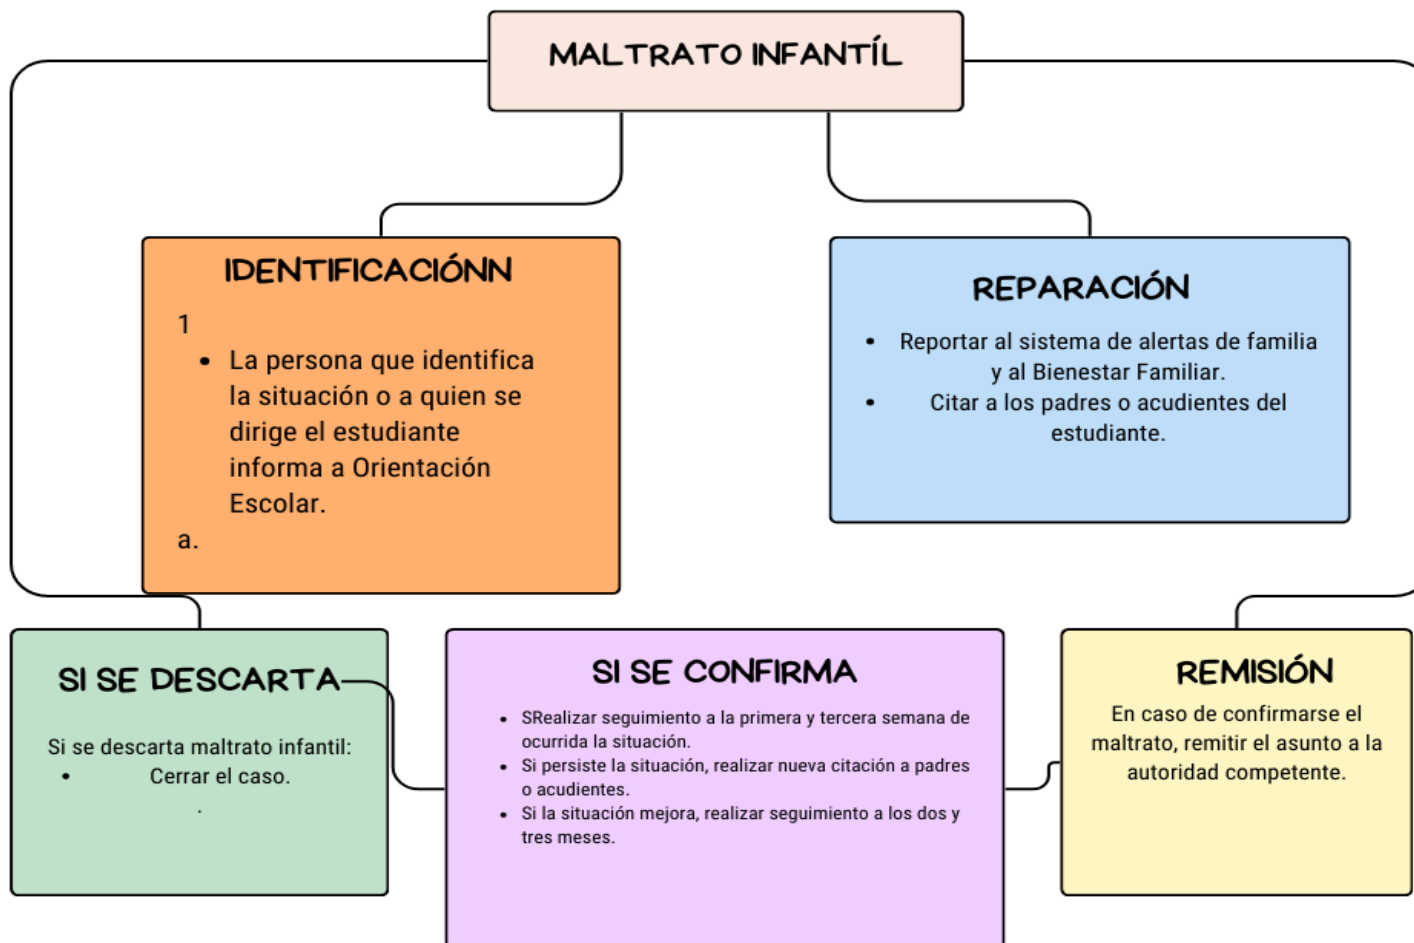 MALTRATO INFANTÍL
IDENTIFICACIÓNN
1
• La persona que identifica
la situación o a quien se
dirige el estudiante
informa a Orientación
Escolar.
a.
REPARACIÓN
• Reportar al sistema de alertas de familia
y al Bienestar Familiar.
• Citar a los padres o acudientes del
estudiante.
SI SE DESCARTA
Si se descarta maltrato infantil:
• Cerrar el caso.
.
SI SE CONFIRMA
• SRealizar seguimiento a la primera y tercera semana de
ocurrida la situación.
• Si persiste la situación, realizar nueva citación a padres
o acudientes.
• Si la situación mejora, realizar seguimiento a los dos y
tres meses.
REMISIÓN
En caso de confirmarse el
maltrato, remitir el asunto a la
autoridad competente.